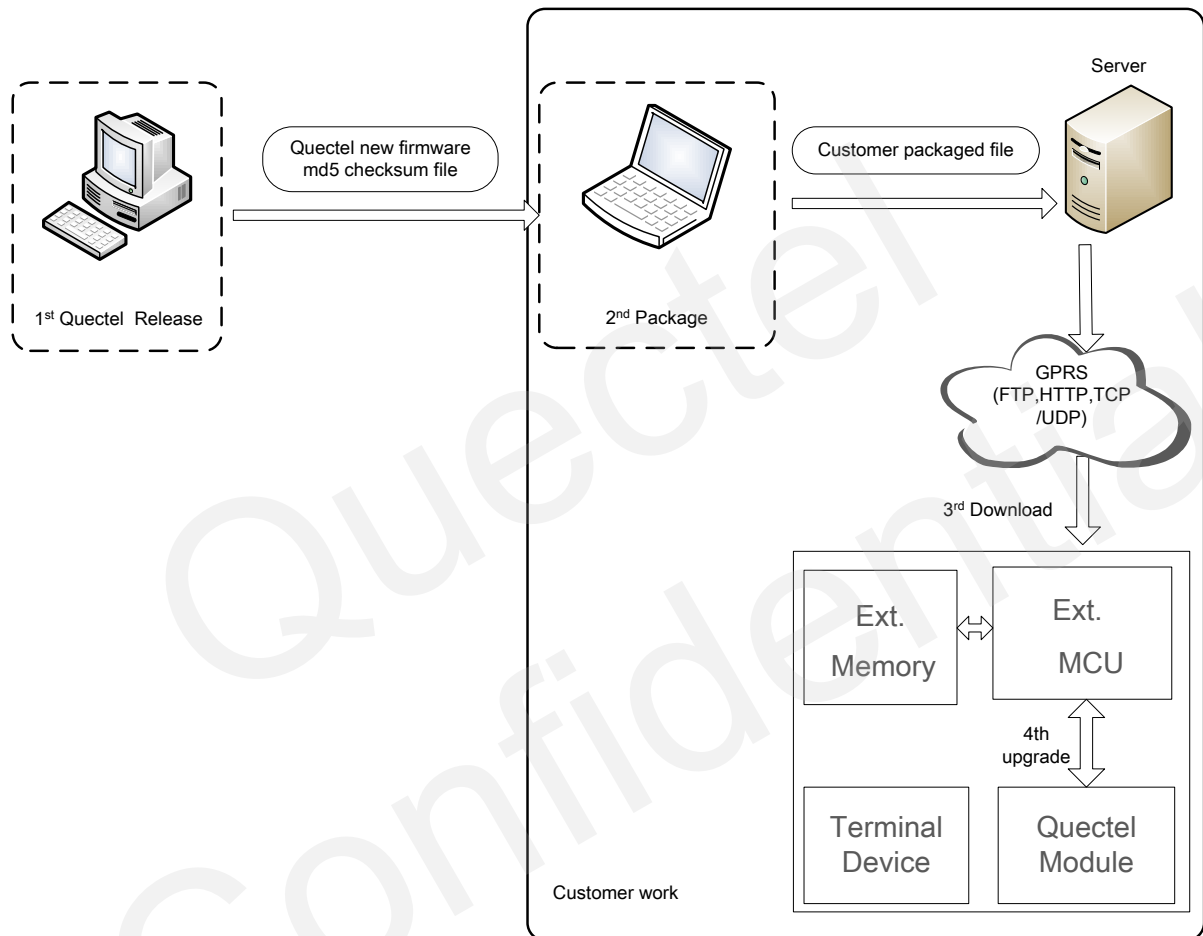 Server
Quectel new firmware
md5 checksum file
Customer packaged file
1st Quectel Release
2nd Package
GPRS
(FTP,HTTP,TCP
/UDP)
3rd Download
Ext.
Memory
Ext.
MCU
4th
upgrade
Terminal
Device
Quectel
Module
Customer work
Quectel
Confidential